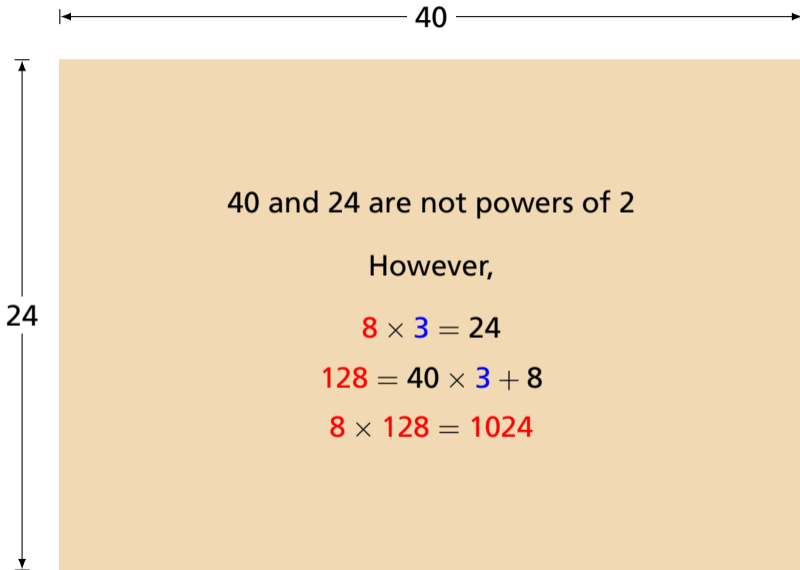 40
24
40 and 24 are not powers of 2
However,
8 × 3 = 24
128 = 40 × 3 + 8
8 × 128 = 1024